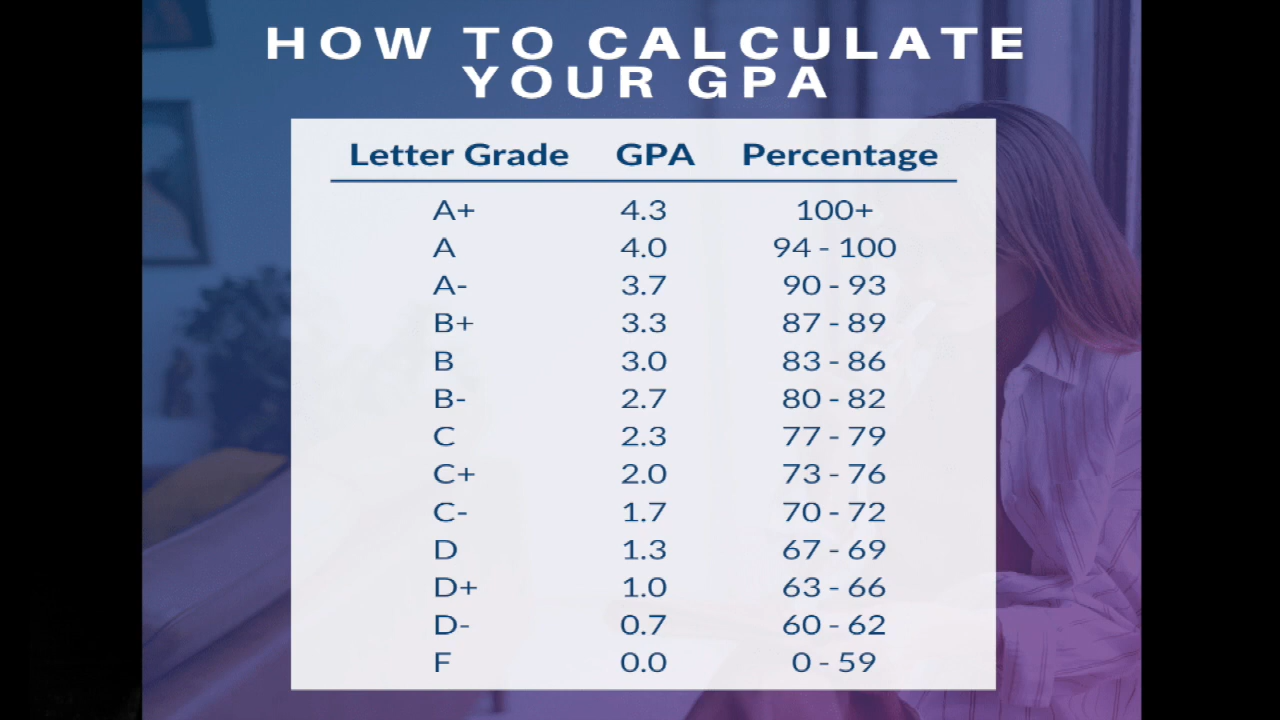 HOW TO CALCULATE
YOUR GPA
Letter Grade GPA Percentage
A+ 4.3 100+
A 4.0 94 - 100
A- 3.7 90 - 93
B+ 3.3 87 - 89
B 3.0 83 - 86
B- 2.7 80 - 82
C 2.3 77 - 79
C+ 2.0 73 - 76
C- 1.7 70 - 72
D 1.3 67 - 69
D+ 1.0 63 - 66
D- 0.7 60 - 62
F 0.0 0 - 59